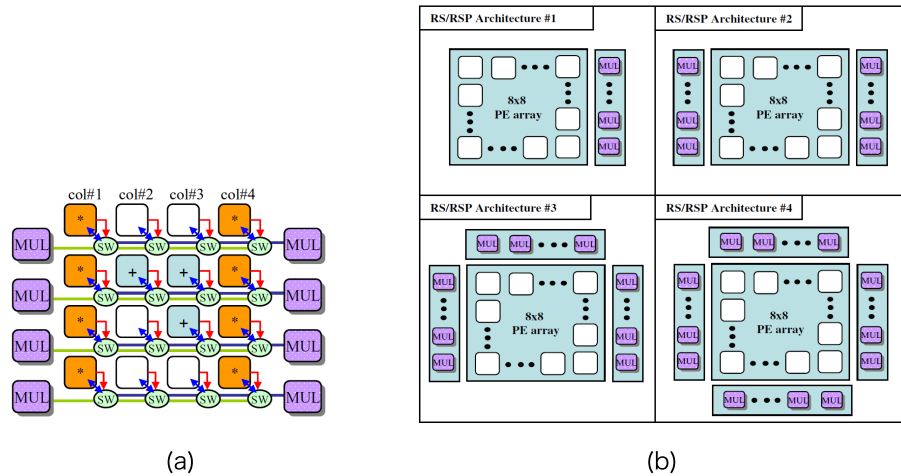 col#1 col#2 col#3 col#4
* *
MUL SW SW SW SW MUL
* + + *
MUL SW SW SW SW MUL
* + *
MUL SW SW SW SW MUL
* *
MUL SW SW SW SW MUL
(a)
RS/RSP Architecture #1
MUL
8x8
PE array
MUL
MUL
RS/RSP Architecture #2
MUL MUL
8x8
PE array
MUL MUL
MUL MUL
RS/RSP Architecture #3
MUL MUL MUL
MUL MUL
8x8
PE array
MUL MUL
MUL MUL
RS/RSP Architecture #4
MUL MUL MUL
MUL MUL
8x8
PE array
MUL MUL
MUL MUL
MUL MUL MUL
(b)